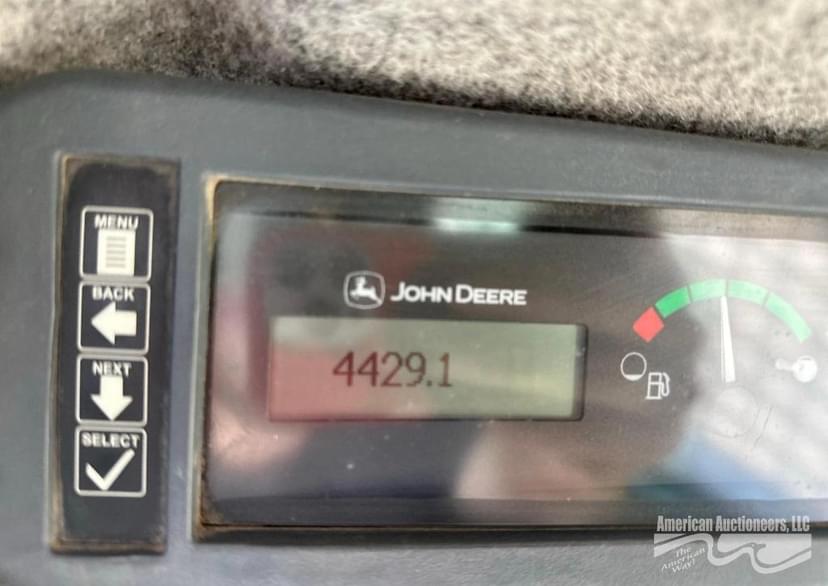 MENU
BACK
NEXT
SELECT
JOHN DEERE
4429.1
American Auctioneers, LLC
The American Way!